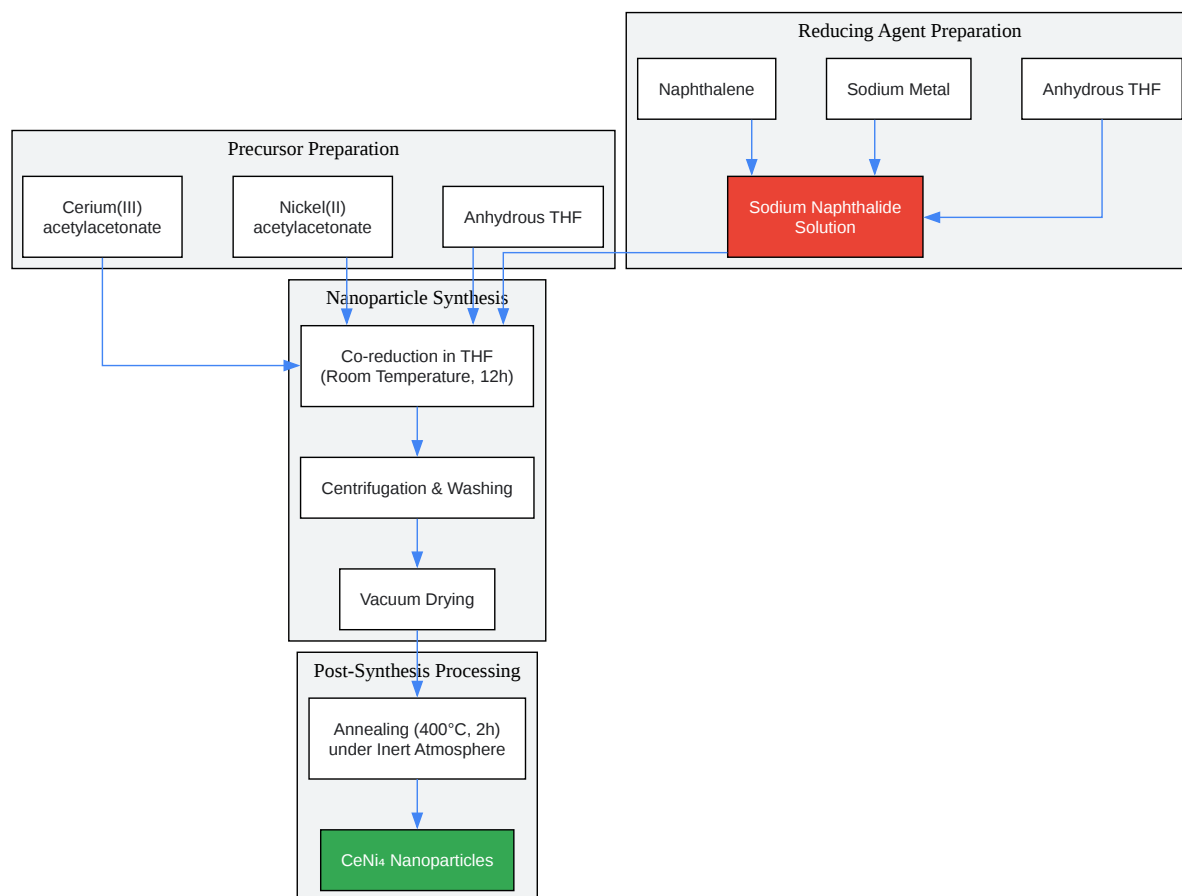 Reducing Agent Preparation
Naphthalene
Sodium Metal
Anhydrous THF
Sodium Naphthalide
Solution
Precursor Preparation
Cerium(III)
acetylacetonate
Nickel(II)
acetylacetonate
Anhydrous THF
Nanoparticle Synthesis
Co-reduction in THF
(Room Temperature, 12h)
Centrifugation & Washing
Vacuum Drying
Post-Synthesis Processing
Annealing (400°C, 2h)
under Inert Atmosphere
CeNi₄ Nanoparticles